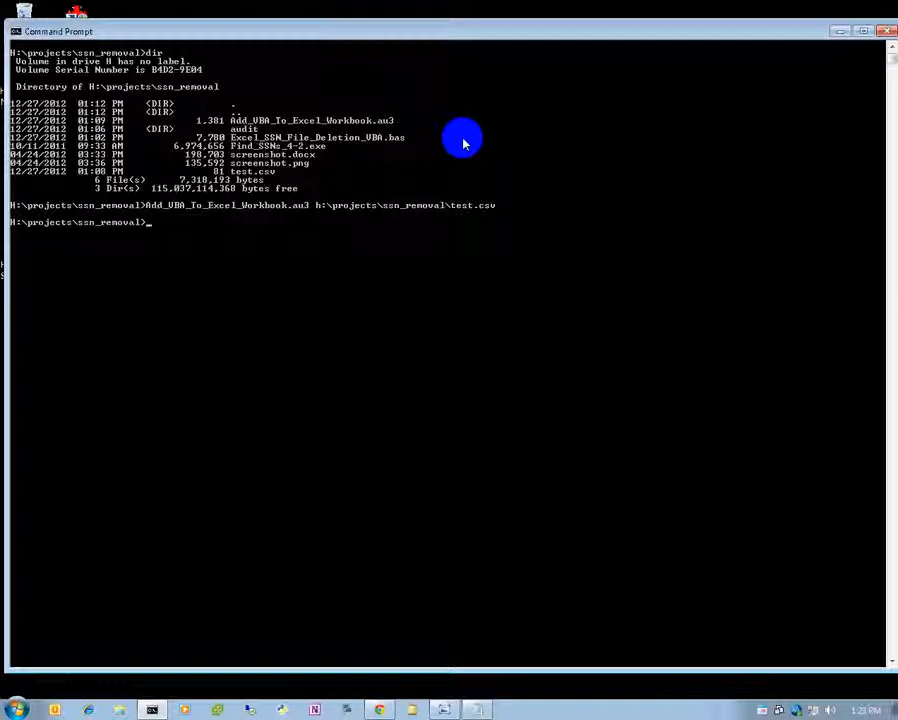 Command Prompt
H:\projects\ssn_removal>dir
Volume in drive H has no label.
Volume Serial Number is B4D2-9E04
Directory of H:\projects\ssn_removal
12/27/2012 01:12 PM <DIR> .
12/27/2012 01:12 PM <DIR> ..
12/27/2012 01:09 PM 1,381 Add_VBA_To_Excel_Workbook.au3
12/27/2012 01:06 PM <DIR> audit
12/27/2012 01:02 PM 7,780 Excel_SSN_File_Deletion_VBA.bas
10/11/2011 09:33 AM 6,974,656 Find_SSNs_4-2.exe
04/24/2012 03:33 PM 198,703 screenshot.docx
04/24/2012 03:36 PM 135,592 screenshot.png
12/27/2012 01:08 PM 81 test.csv
6 File(s) 7,318,193 bytes
3 Dir(s) 115,037,114,368 bytes free
H:\projects\ssn_removal>Add_VBA_To_Excel_Workbook.au3 h:\projects\ssn_removal\test.csv
H:\projects\ssn_removal>_
1:23 PM